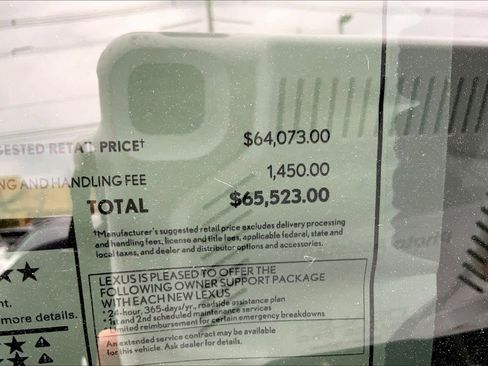 GESTED RETAIL PRICE† $64,073.00
NG AND HANDLING FEE 1,450.00
TOTAL $65,523.00
†Manufacturer's suggested retail price excludes delivery processing
and handling fees, license and title fees, applicable federal, state and
local taxes, and dealer and distributor options and accessories.
LEXUS IS PLEASED TO OFFER THE
FOLLOWING OWNER SUPPORT PACKAGE
WITH EACH NEW LEXUS
• 24-hour, 365-days/yr. roadside assistance plan
• 1st and 2nd scheduled maintenance services
• Limited reimbursement for certain emergency breakdowns
An extended service contract may be available
for this vehicle. Ask dealer for details.
★★
nt.
more details.
★
★